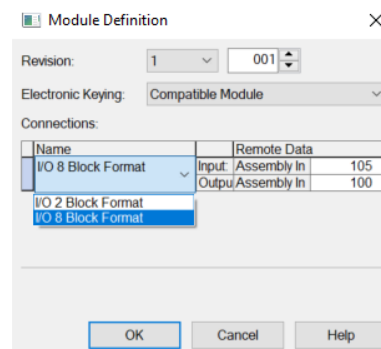 Module Definition
Revision: 1 001
Electronic Keying: Compatible Module
Connections:
Name Remote Data
I/O 8 Block Format Input: Assembly In 105
Outpu Assembly In 100
I/O 2 Block Format
I/O 8 Block Format
OK Cancel Help